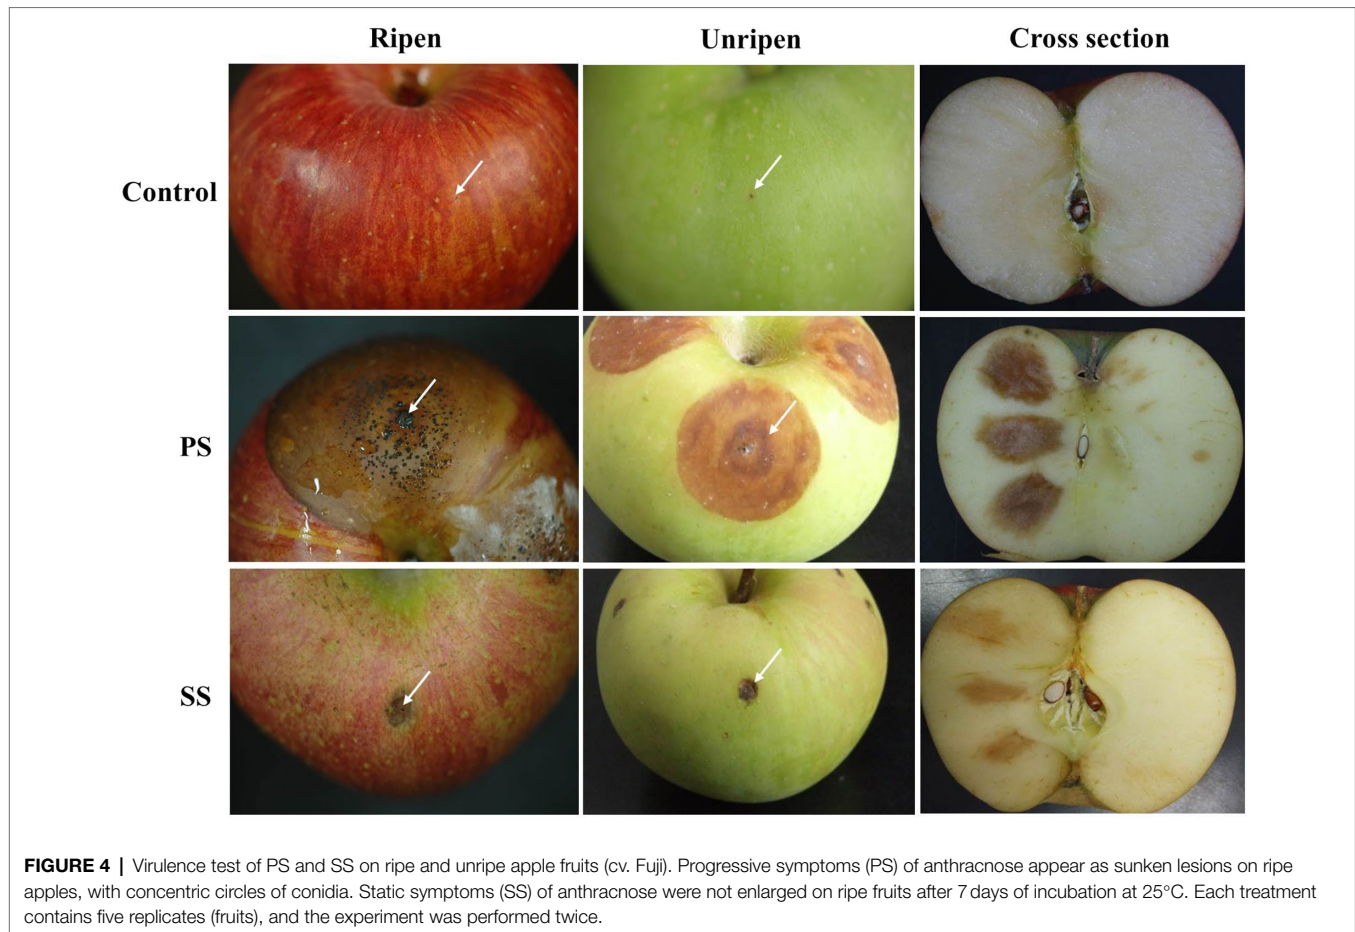 Ripen Unripen Cross section
Control
PS
SS
FIGURE 4 | Virulence test of PS and SS on ripe and unripe apple fruits (cv. Fuji). Progressive symptoms (PS) of anthracnose appear as sunken lesions on ripe
apples, with concentric circles of conidia. Static symptoms (SS) of anthracnose were not enlarged on ripe fruits after 7 days of incubation at 25°C. Each treatment
contains five replicates (fruits), and the experiment was performed twice.